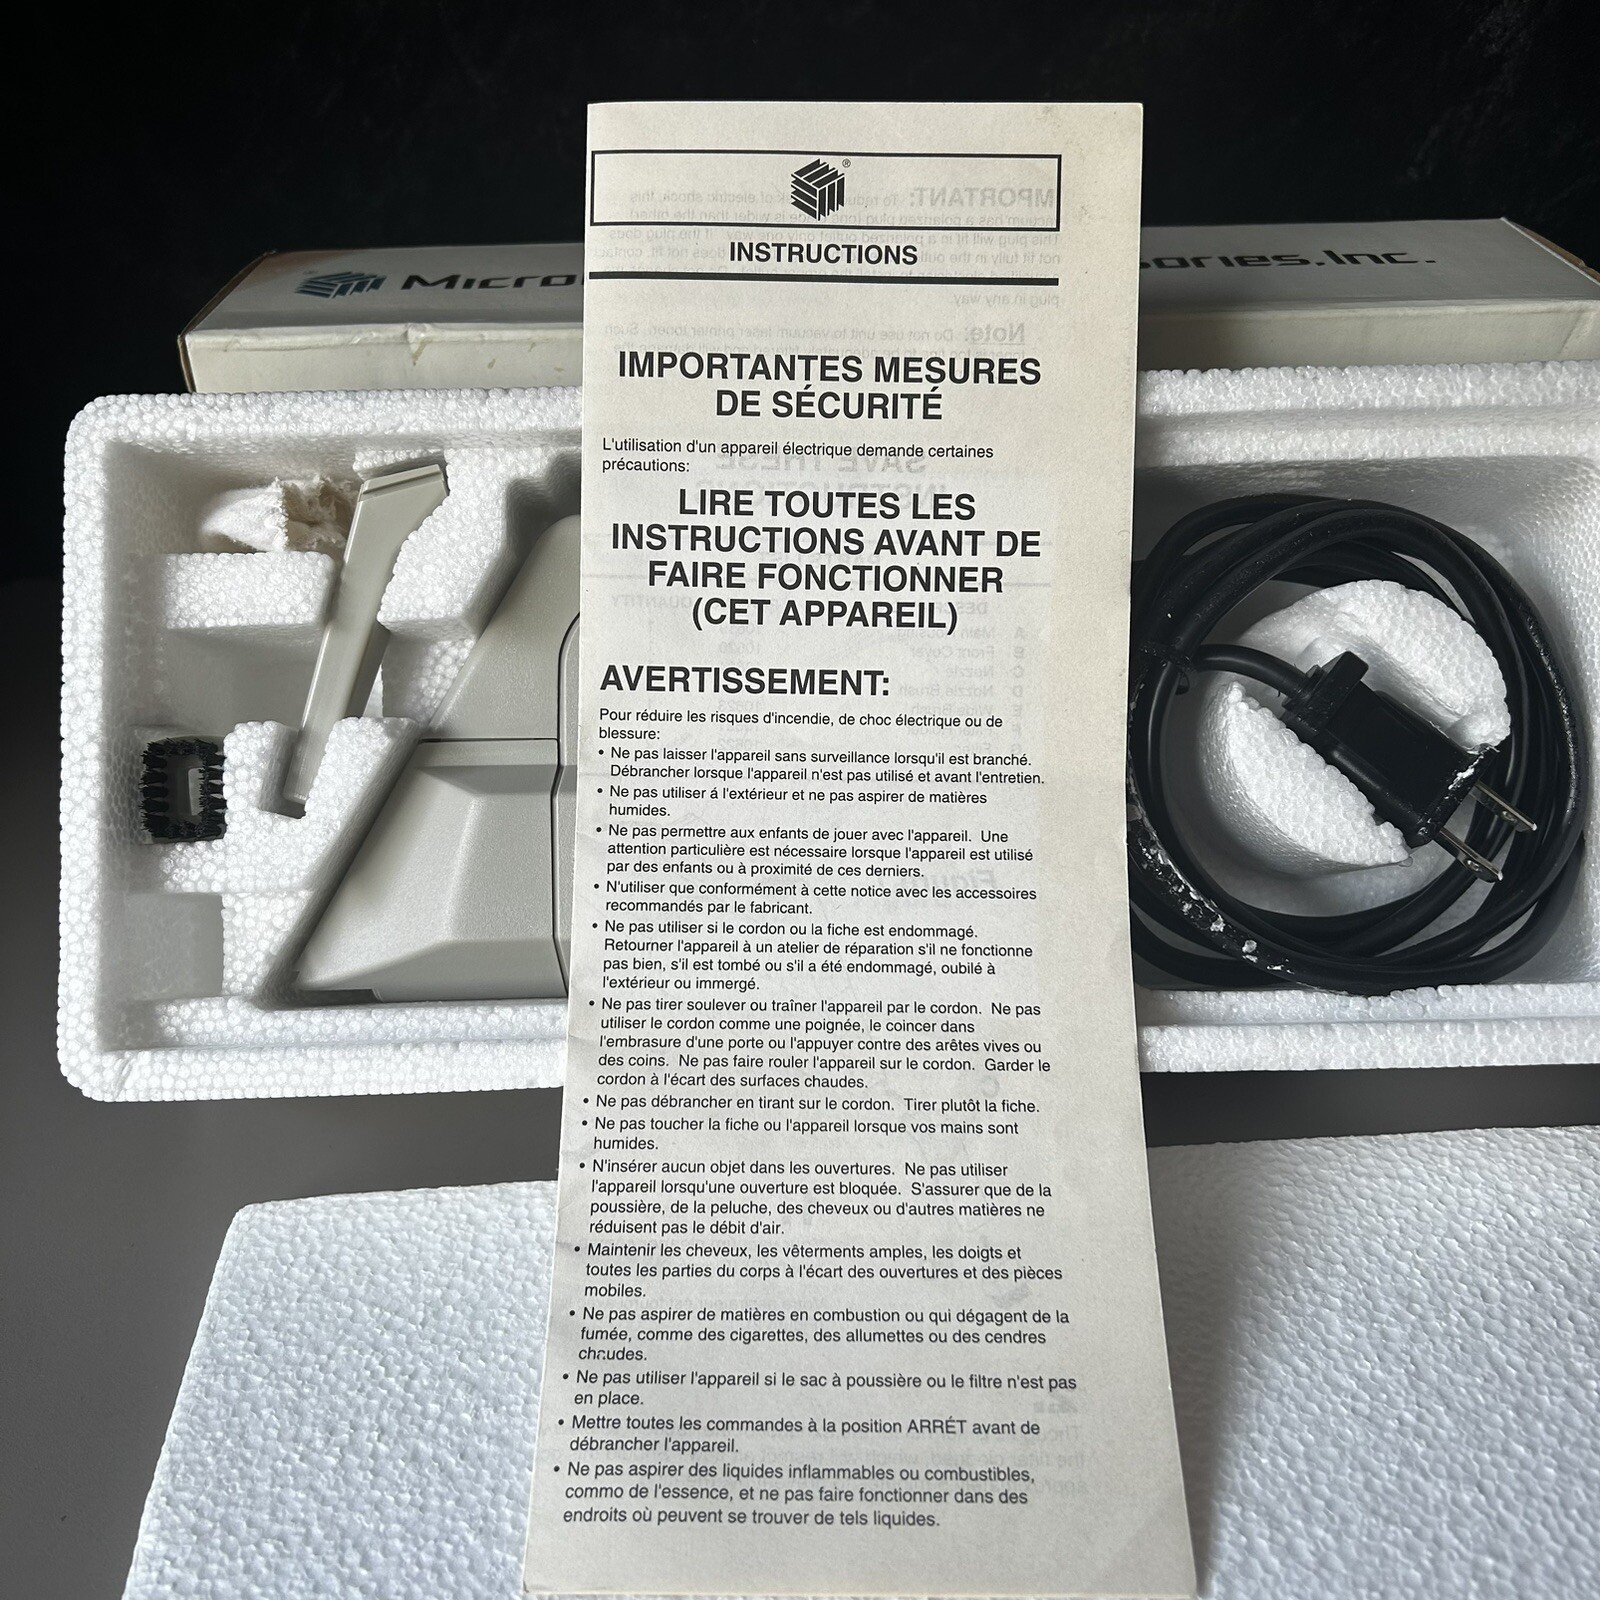 ®
INSTRUCTIONS
Micro
ories, Inc.
IMPORTANTES MESURES
DE SÉCURITÉ
L'utilisation d'un appareil électrique demande certaines
précautions:
LIRE TOUTES LES
INSTRUCTIONS AVANT DE
FAIRE FONCTIONNER
(CET APPAREIL)
AVERTISSEMENT:
Pour réduire les risques d'incendie, de choc électrique ou de
blessure:
• Ne pas laisser l'appareil sans surveillance lorsqu'il est branché.
Débrancher lorsque l'appareil n'est pas utilisé et avant l'entretien.
• Ne pas utiliser á l'extérieur et ne pas aspirer de matières
humides.
• Ne pas permettre aux enfants de jouer avec l'appareil. Une
attention particulière est nécessaire lorsque l'appareil est utilisé
par des enfants ou à proximité de ces derniers.
• N'utiliser que conformément à cette notice avec les accessoires
recommandés par le fabricant.
• Ne pas utiliser si le cordon ou la fiche est endommagé.
Retourner l'appareil à un atelier de réparation s'il ne fonctionne
pas bien, s'il est tombé ou s'il a été endommagé, oubilé à
l'extérieur ou immergé.
• Ne pas tirer soulever ou traîner l'appareil par le cordon. Ne pas
utiliser le cordon comme une poignée, le coincer dans
l'embrasure d'une porte ou l'appuyer contre des arêtes vives ou
des coins. Ne pas faire rouler l'appareil sur le cordon. Garder le
cordon à l'écart des surfaces chaudes.
• Ne pas débrancher en tirant sur le cordon. Tirer plutôt la fiche.
• Ne pas toucher la fiche ou l'appareil lorsque vos mains sont
humides.
• N'insérer aucun objet dans les ouvertures. Ne pas utiliser
l'appareil lorsqu'une ouverture est bloquée. S'assurer que de la
poussière, de la peluche, des cheveux ou d'autres matières ne
réduisent pas le débit d'air.
• Maintenir les cheveux, les vêtements amples, les doigts et
toutes les parties du corps à l'écart des ouvertures et des pièces
mobiles.
• Ne pas aspirer de matières en combustion ou qui dégagent de la
fumée, comme des cigarettes, des allumettes ou des cendres
chaudes.
• Ne pas utiliser l'appareil si le sac à poussière ou le filtre n'est pas
en place.
• Mettre toutes les commandes à la position ARRÉT avant de
débrancher l'appareil.
• Ne pas aspirer des liquides inflammables ou combustibles,
commo de l'essence, et ne pas faire fonctionner dans des
endroits où peuvent se trouver de tels liquides.